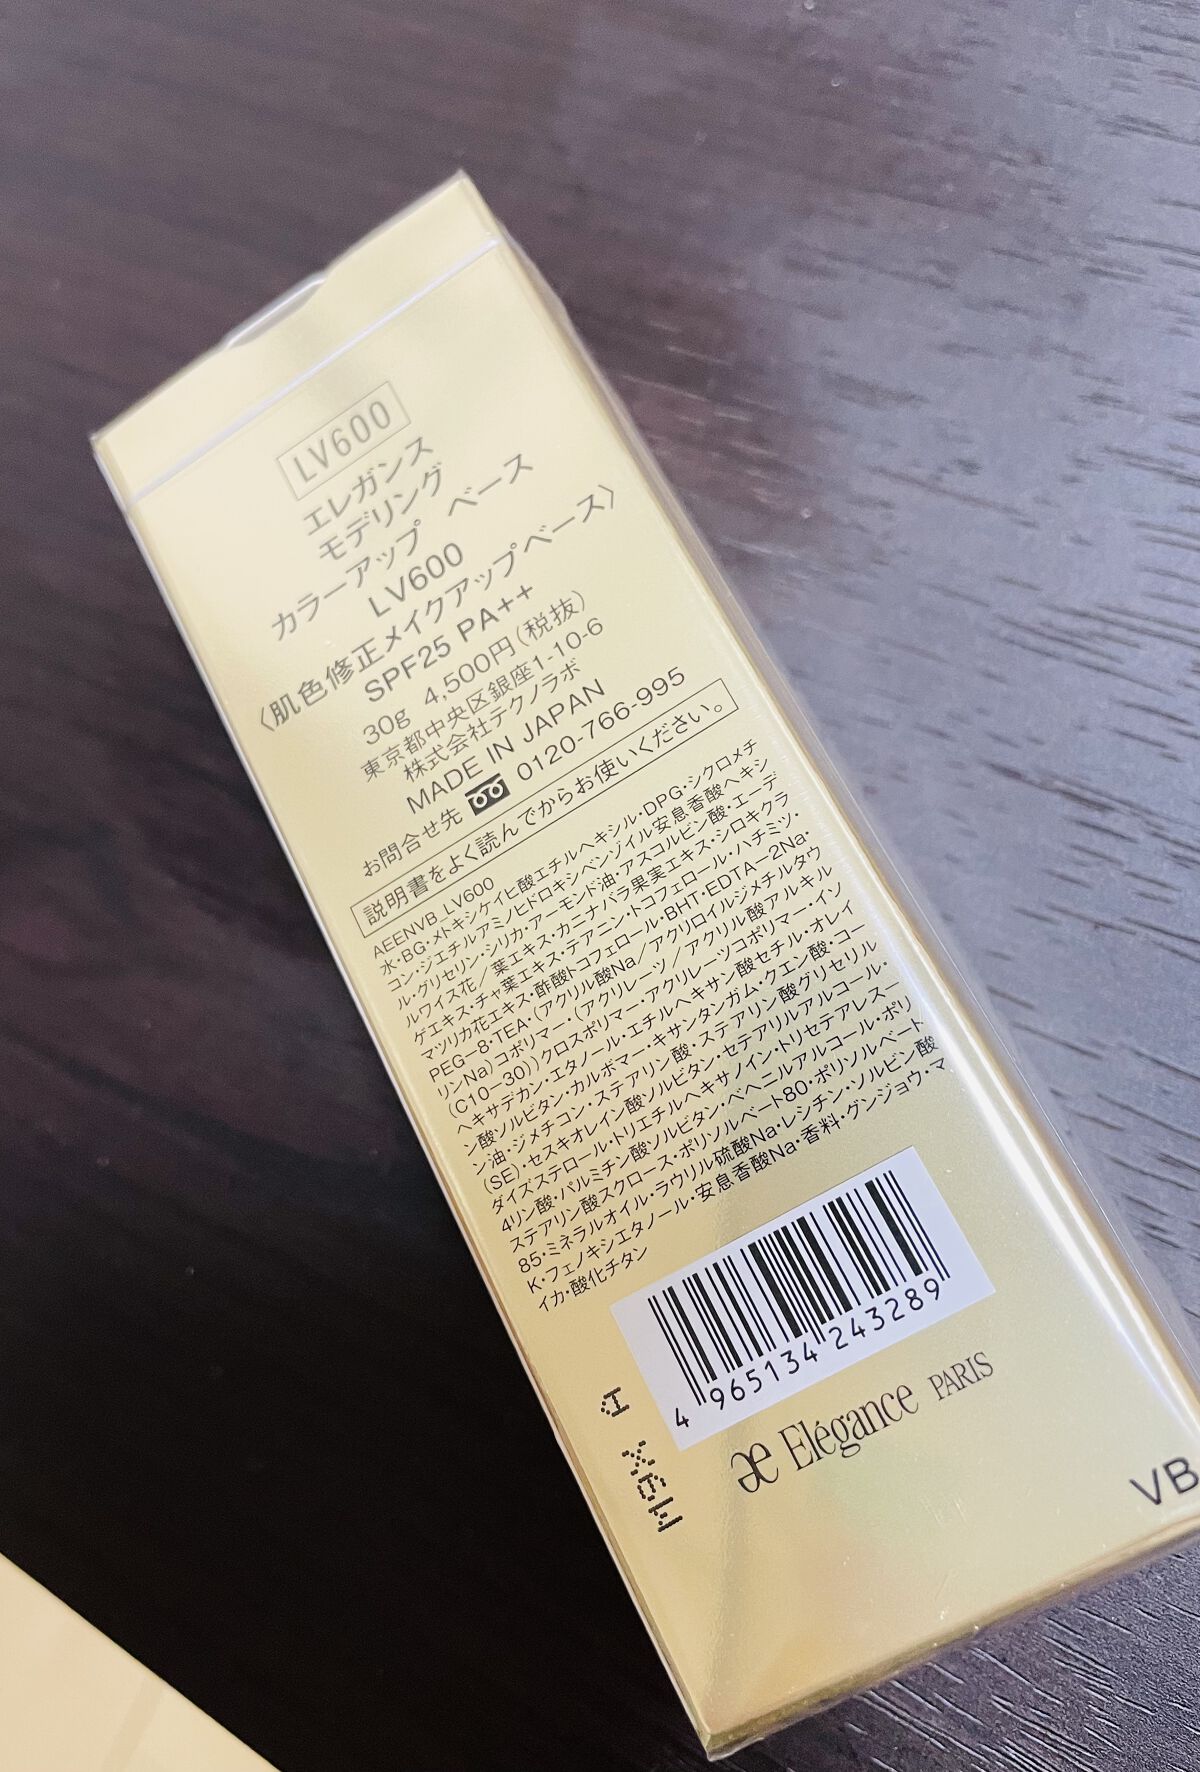 LV600
エレガンス
モデリング
カラーアップ ベース
LV600
〈肌色修正メイクアップベース〉
SPF25 PA++
30g 4,500円(税抜)
東京都中央区銀座1-10-6
株式会社テクノラボ
MADE IN JAPAN
お問合せ先 0120-766-995
説明書をよく読んでからお使いください。
AEENVB_LV600
水・BG・メトキシケイヒ酸エチルヘキシル・DPG・シクロメチ
コン・ジエチルアミノヒドロキシベンゾイル安息香酸ヘキシ
ル・グリセリン・シリカ・アーモンド油・アスコルビン酸・エーデ
ルワイス花/葉エキス・カニナバラ果実エキス・シロキクラ
ゲエキス・チャ葉エキス・テアニン・トコフェロール・ハチミツ・
マツリカ花エキス・酢酸トコフェロール・BHT・EDTA-2Na・
PEG-8・TEA・(アクリル酸Na/アクリロイルジメチルタウ
リンNa)コポリマー・(アクリレーツ/アクリル酸アルキル
(C10-30))クロスポリマー・アクリレーツコポリマー・イソ
ヘキサデカン・エタノール・エチルヘキサン酸セチル・オレイ
ン酸ソルビタン・カルボマー・キサンタンガム・クエン酸・コー
ン油・ジメチコン・ステアリン酸・ステアリン酸グリセリル
(SE)・セスキオレイン酸ソルビタン・セテアリルアルコール・
ダイズステロール・トリエチルヘキサノイン・トリセテアレス-
4リン酸・パルミチン酸ソルビタン・ベヘニルアルコール・ポリ
ステアリン酸スクロース・ポリソルベート80・ポリソルベート
85・ミネラルオイル・ラウリル硫酸Na・レシチン・ソルビン酸
K・フェノキシエタノール・安息香酸Na・香料・グンジョウ・マ
イカ・酸化チタン
4 965134 243289
æ Elégance PARIS
VB